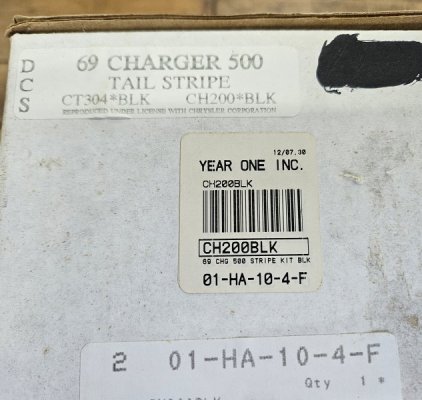 D C S
69 CHARGER 500
TAIL STRIPE
CT304*BLK CH200*BLK
REPRODUCED UNDER LICENSE WITH CHRYSLER CORPORATION
12/07.30
YEAR ONE INC.
CH200BLK
CH200BLK
69 CHG 500 STRIPE KIT BLK
01-HA-10-4-F
2 01-HA-10-4-F
Qty 1 *